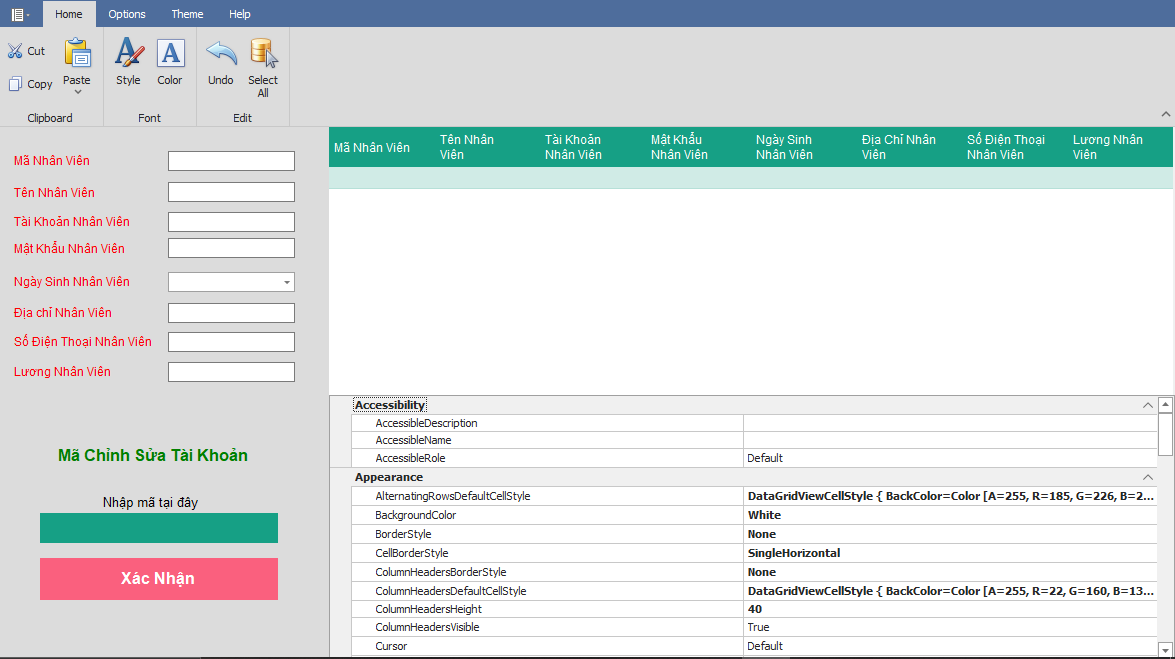 Home Options Theme Help
Cut
Copy
Paste
Clipboard
Style
Color
Font
Undo
Select
All
Edit
Mã Nhân Viên
Tên Nhân Viên
Tài Khoản Nhân Viên
Mật Khẩu Nhân Viên
Ngày Sinh Nhân Viên
Địa chỉ Nhân Viên
Số Điện Thoại Nhân Viên
Lương Nhân Viên
Mã Chỉnh Sửa Tài Khoản
Nhập mã tại đây
Xác Nhận
Mã Nhân Viên
Tên Nhân
Viên
Tài Khoản
Nhân Viên
Mật Khẩu
Nhân Viên
Ngày Sinh
Nhân Viên
Địa Chỉ Nhân
Viên
Số Điện Thoại
Nhân Viên
Lương Nhân
Viên
Accessibility
AccessibleDescription
AccessibleName
AccessibleRole Default
Appearance
AlternatingRowsDefaultCellStyle DataGridViewCellStyle { BackColor=Color [A=255, R=185, G=226, B=2...
BackgroundColor White
BorderStyle None
CellBorderStyle SingleHorizontal
ColumnHeadersBorderStyle None
ColumnHeadersDefaultCellStyle DataGridViewCellStyle { BackColor=Color [A=255, R=22, G=160, B=13...
ColumnHeadersHeight 40
ColumnHeadersVisible True
Cursor Default